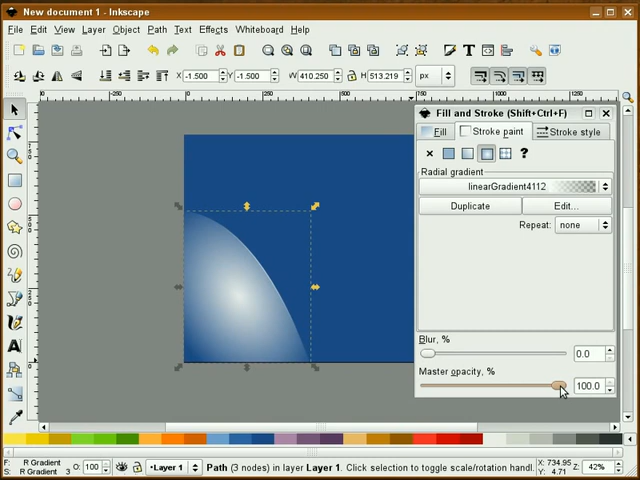 New document 1 - Inkscape
File Edit View Layer Object Path Text Effects Whiteboard Help
X -1.500 Y -1.500 W 410.250 H 513.219 px
Fill and Stroke (Shift+Ctrl+F)
Fill Stroke paint Stroke style
?
Radial gradient
linearGradient4112
Duplicate Edit...
Repeat: none
Blur, %
0.0
Master opacity, %
100.0
F: R Gradient
S: R Gradient 3
O: 100
•Layer 1
Path (3 nodes) in layer Layer 1. Click selection to toggle scale/rotation handl.
X: 734.95
Y: 4.71
Z: 42%